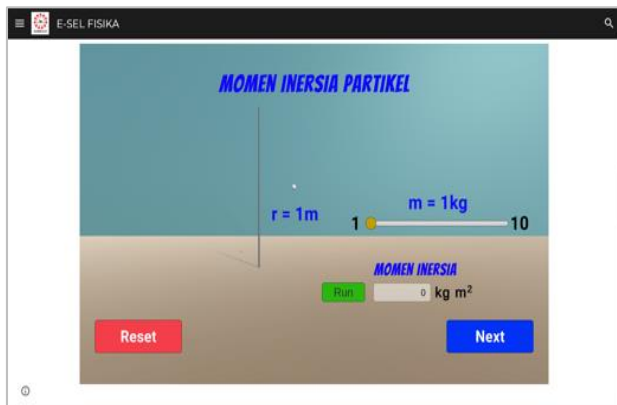 E-SEL FISIKA
MOMEN INERSIA PARTIKEL
r = 1m
m = 1kg
1
10
MOMEN INERSIA
Run 0 kg m²
Reset
Next